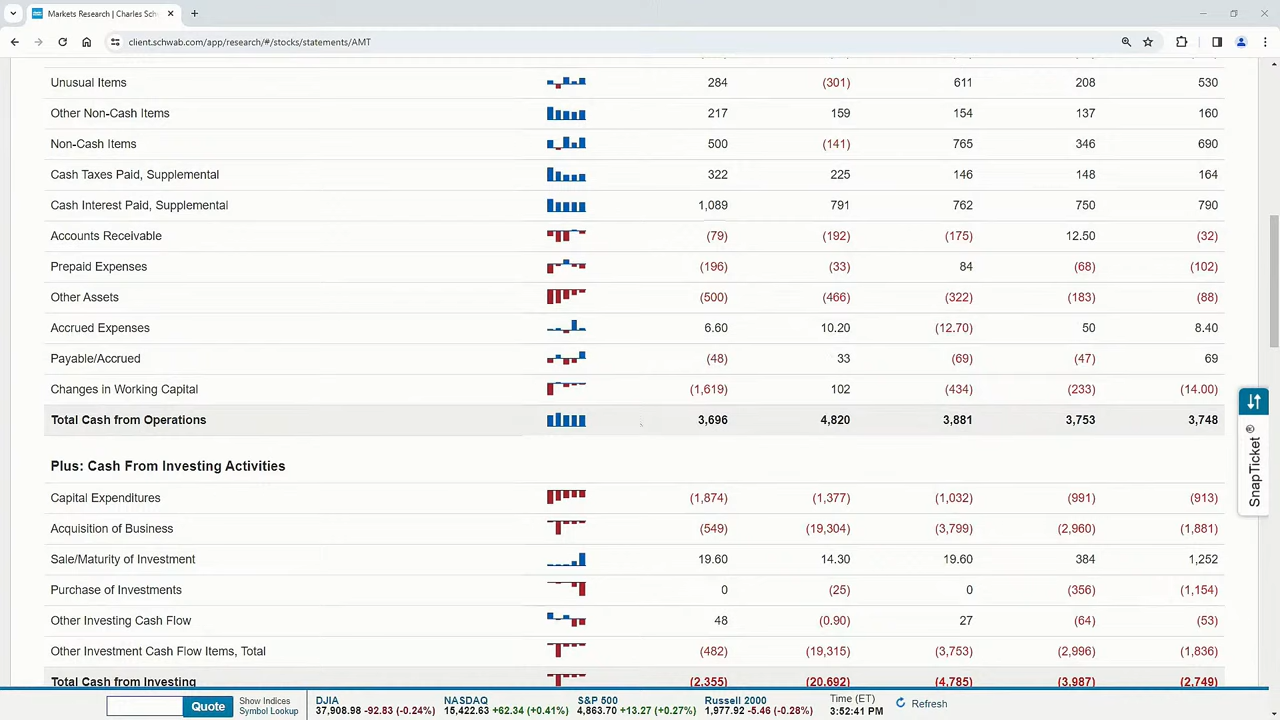 Markets Research | Charles Sch
client.schwab.com/app/research/#/stocks/statements/AMT
Unusual Items 284 (301) 611 208 530
Other Non-Cash Items 217 159 154 137 160
Non-Cash Items 500 (141) 765 346 690
Cash Taxes Paid, Supplemental 322 225 146 148 164
Cash Interest Paid, Supplemental 1,089 791 762 750 790
Accounts Receivable (79) (192) (175) 12.50 (32)
Prepaid Expenses (196) (33) 84 (68) (102)
Other Assets (500) (466) (322) (183) (88)
Accrued Expenses 6.60 10.20 (12.70) 50 8.40
Payable/Accrued (48) 33 (69) (47) 69
Changes in Working Capital (1,619) 102 (434) (233) (14.00)
Total Cash from Operations 3,696 4,820 3,881 3,753 3,748
Plus: Cash From Investing Activities
Capital Expenditures (1,874) (1,377) (1,032) (991) (913)
Acquisition of Business (549) (19,304) (3,799) (2,960) (1,881)
Sale/Maturity of Investment 19.60 14.30 19.60 384 1,252
Purchase of Investments 0 (25) 0 (356) (1,154)
Other Investing Cash Flow 48 (0.90) 27 (64) (53)
Other Investment Cash Flow Items, Total (482) (19,315) (3,753) (2,996) (1,836)
Total Cash from Investing (2,355) (20,692) (4,785) (3,987) (2,749)
SnapTicket ®
Quote
Show Indices
Symbol Lookup
DJIA
37,908.98 -92.83 (-0.24%)
NASDAQ
15,422.63 +62.34 (+0.41%)
S&P 500
4,863.70 +13.27 (+0.27%)
Russell 2000
1,977.92 -5.46 (-0.28%)
Time (ET)
3:52:41 PM
Refresh